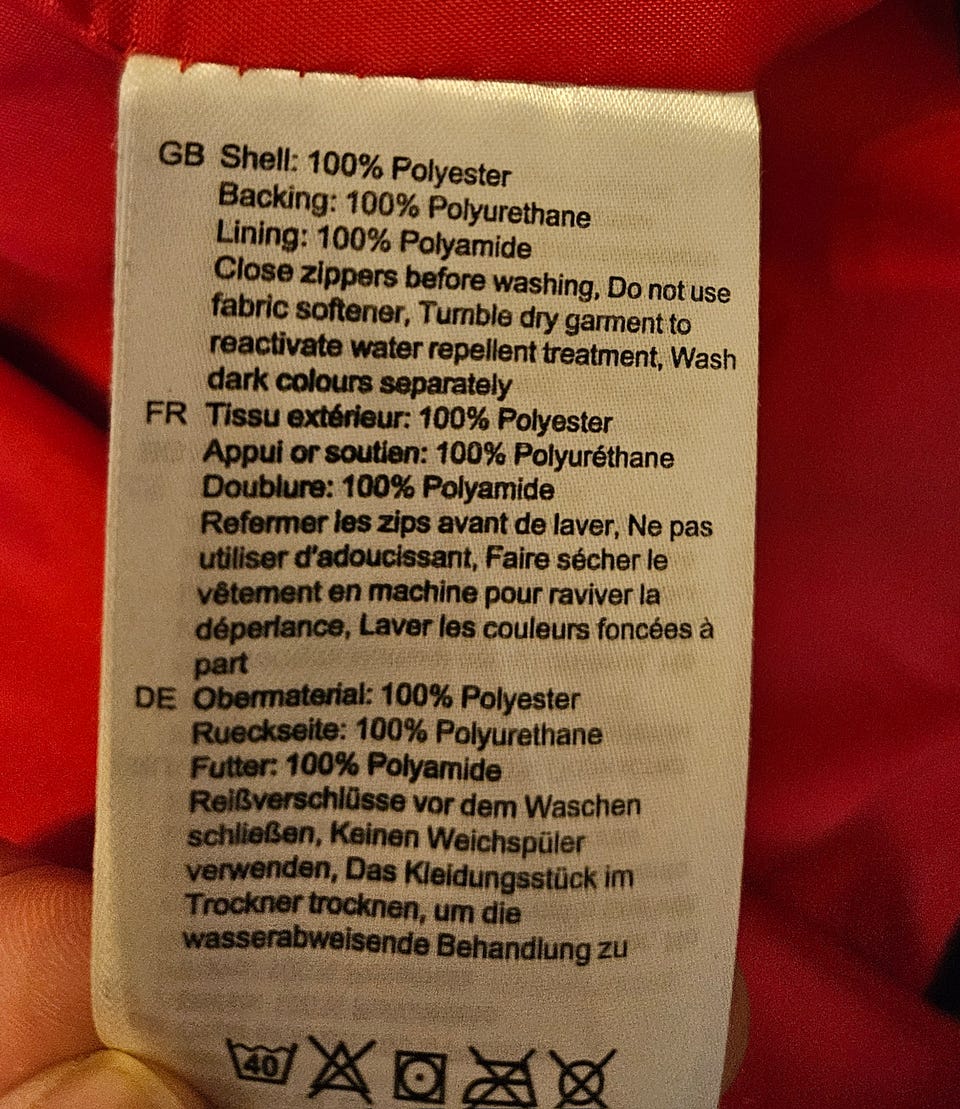 GB Shell: 100% Polyester
Backing: 100% Polyurethane
Lining: 100% Polyamide
Close zippers before washing, Do not use
fabric softener, Tumble dry garment to
reactivate water repellent treatment, Wash
dark colours separately
FR Tissu extérieur: 100% Polyester
Appui or soutien: 100% Polyuréthane
Doublure: 100% Polyamide
Refermer les zips avant de laver, Ne pas
utiliser d'adoucissant, Faire sécher le
vêtement en machine pour raviver la
déperlance, Laver les couleurs foncées à
part
DE Obermaterial: 100% Polyester
Rueckseite: 100% Polyurethane
Futter: 100% Polyamide
Reißverschlüsse vor dem Waschen
schließen, Keinen Weichspüler
verwenden, Das Kleidungsstück im
Trockner trocknen, um die
wasserabweisende Behandlung zu
40